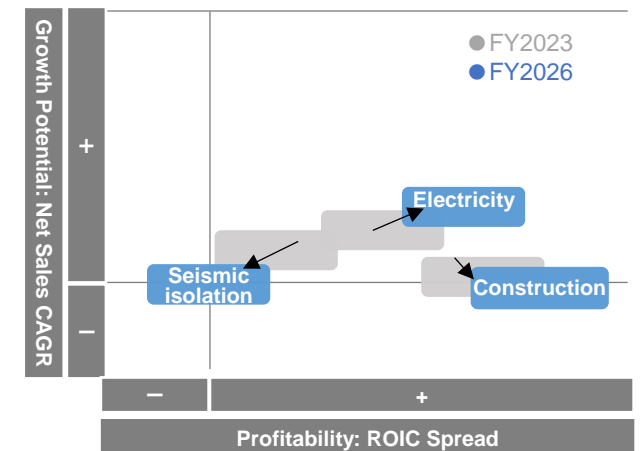 Growth Potential: Net Sales CAGR
+
−
FY2023
FY2026
Electricity
Seismic
isolation
Construction
−
+
Profitability: ROIC Spread